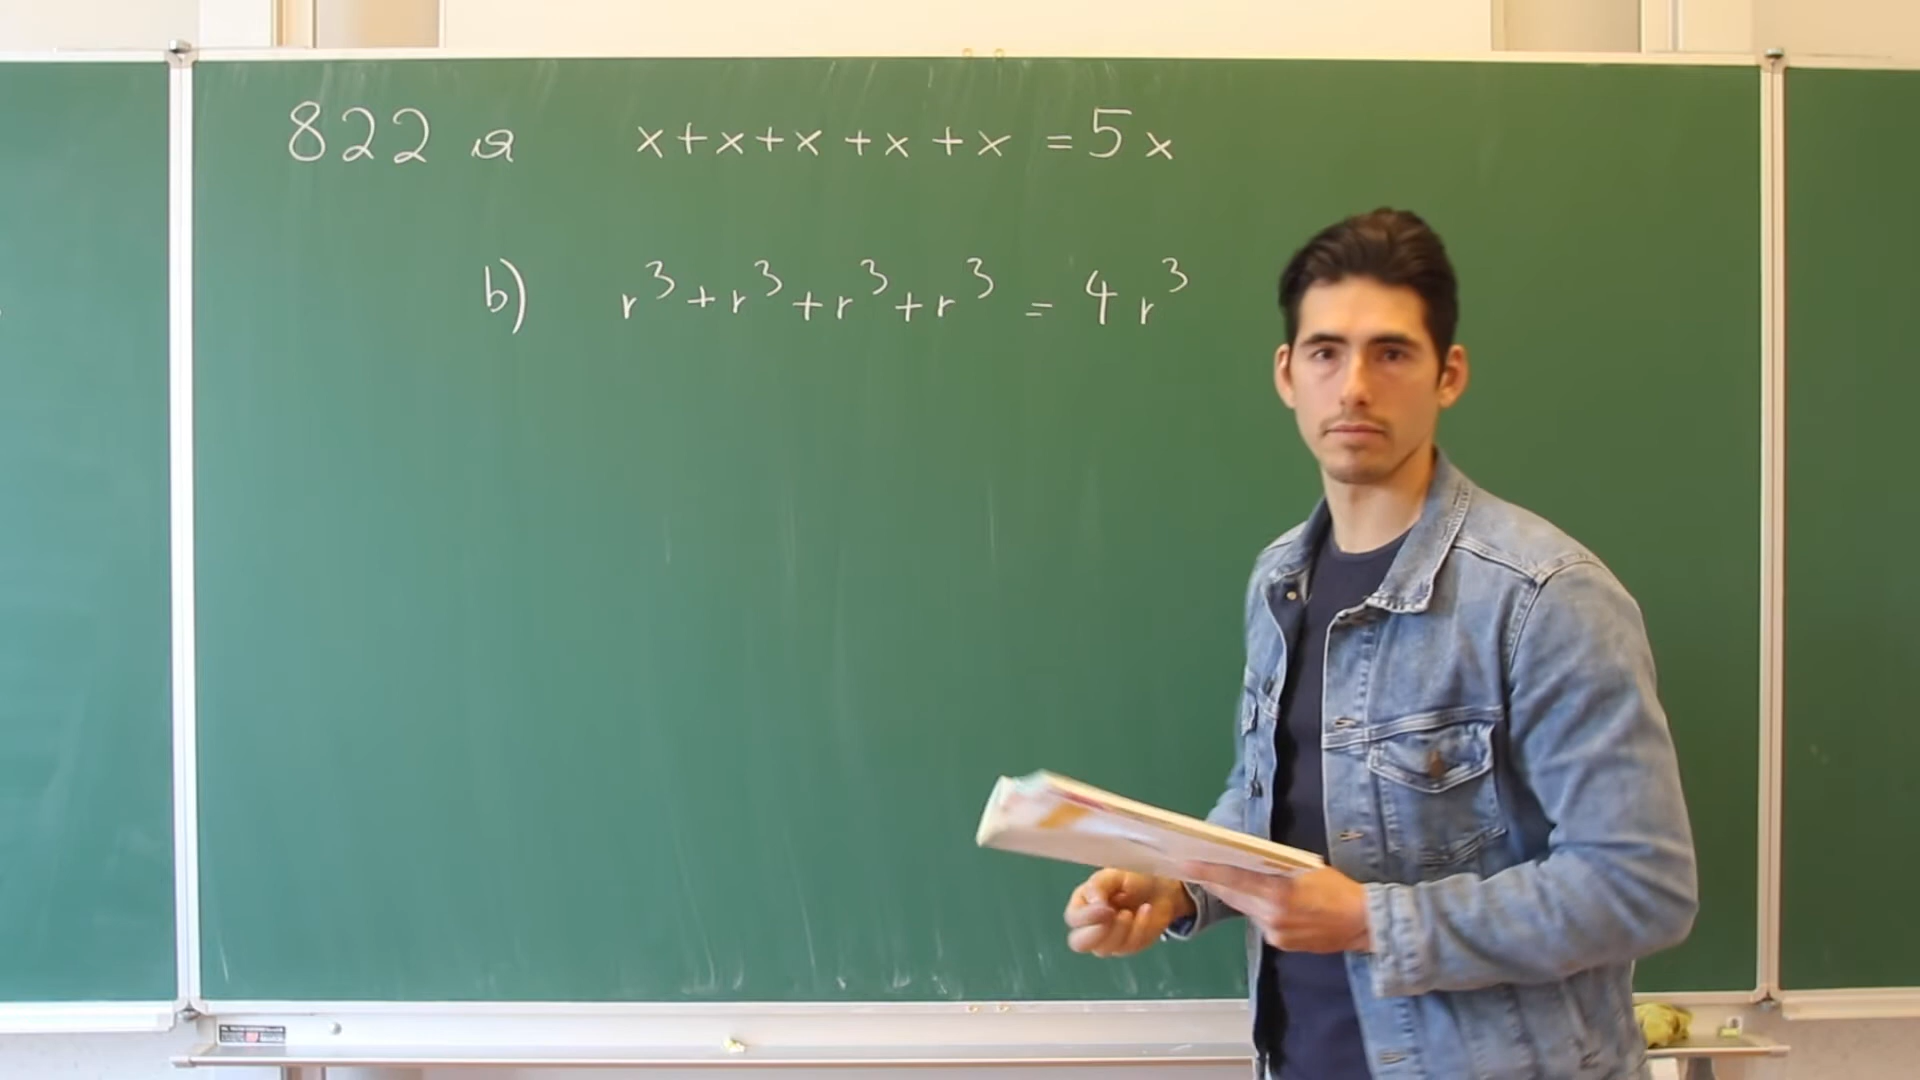 822 a x+x+x+x+x = 5x
b) r³+r³+r³+r³ = 4r³